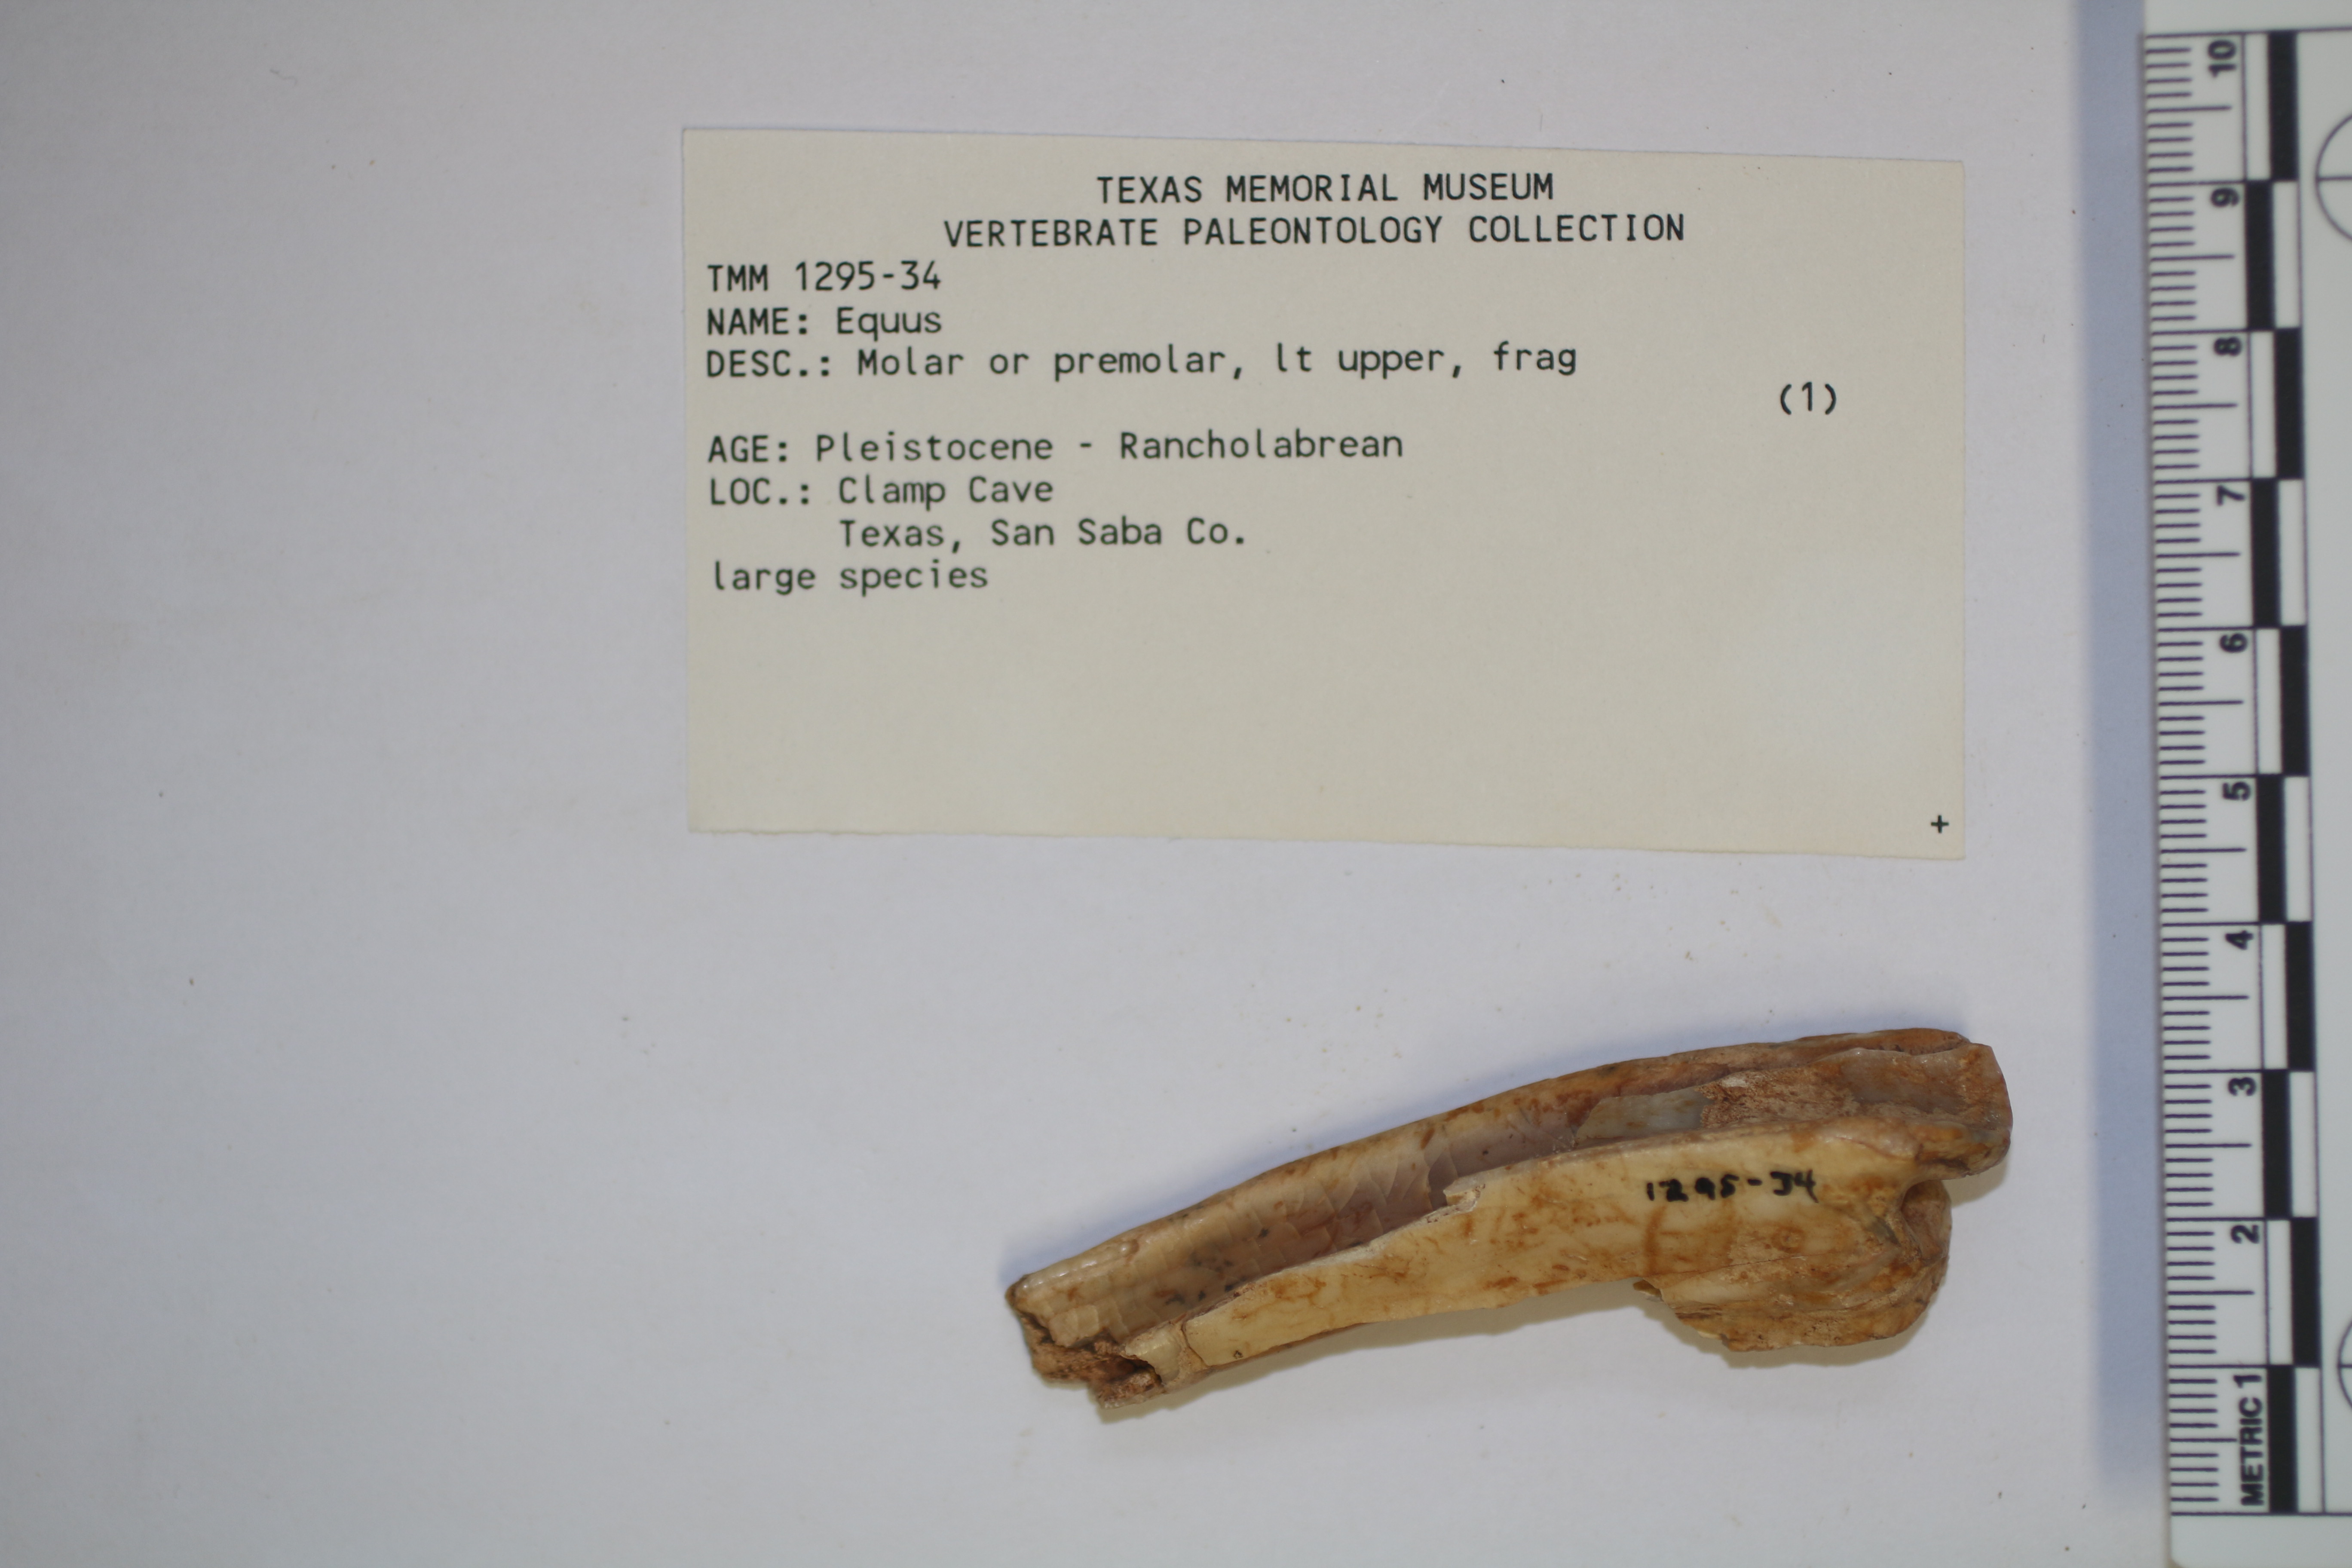 TEXAS MEMORIAL MUSEUM
VERTEBRATE PALEONTOLOGY COLLECTION
TMM 1295-34
NAME: Equus
DESC.: Molar or premolar, lt upper, frag
(1)
AGE: Pleistocene - Rancholabrean
LOC.: Clamp Cave
Texas, San Saba Co.
large species
+
1295-34
METRIC 1 2 3 4 5 6 7 8 9 10